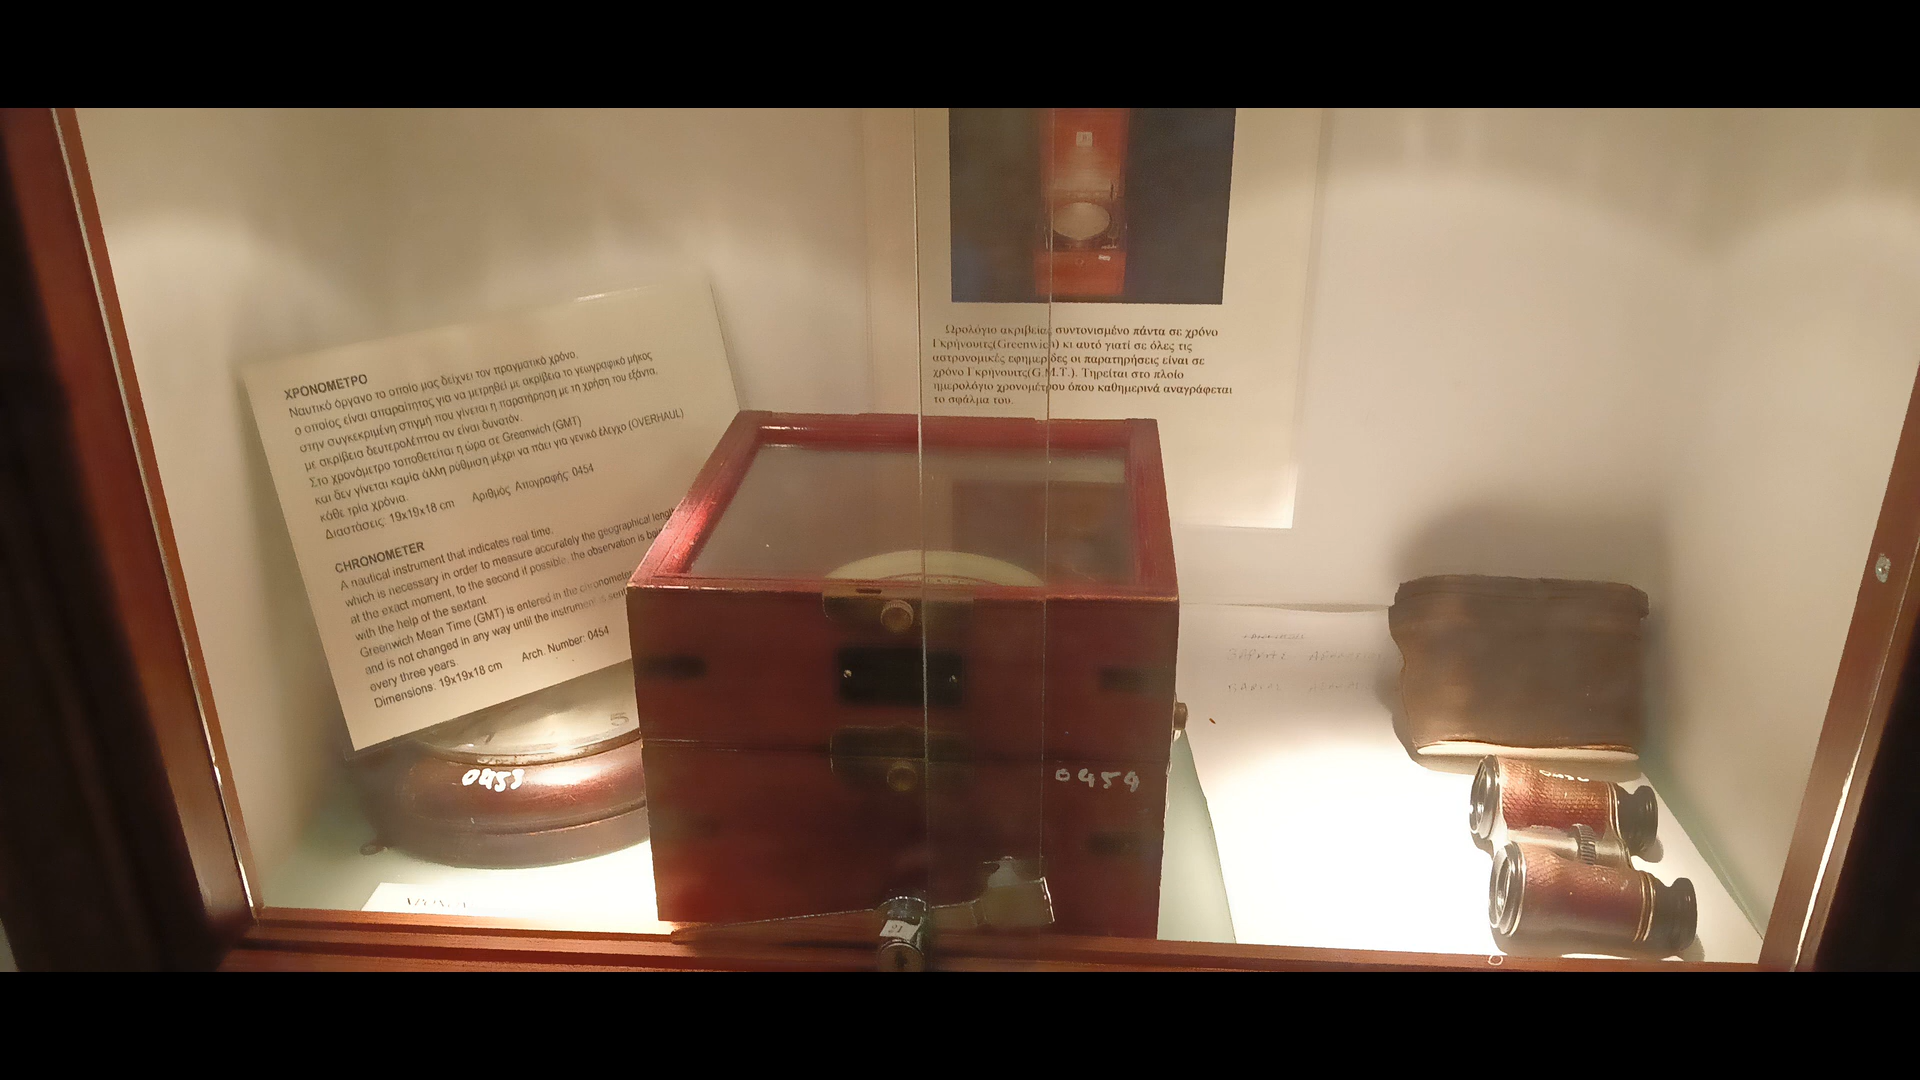 ΧΡΟΝΟΜΕΤΡΟ
Ναυτικό όργανο το οποίο μας δείχνει τον πραγματικό χρόνο,
ο οποίος είναι απαραίτητος για να μετρηθεί με ακρίβεια το γεωγραφικό μήκος
στην συγκεκριμένη στιγμή που γίνεται η παρατήρηση με τη χρήση του εξάντα,
με ακρίβεια δευτερολέπτου αν είναι δυνατόν.
Στο χρονόμετρο τοποθετείται η ώρα σε Greenwich (GMT)
και δεν γίνεται καμία άλλη ρύθμιση μέχρι να πάει για γενικό έλεγχο (OVERHAUL)
κάθε τρία χρόνια.
Διαστάσεις: 19x19x18 cm Αριθμός Απογραφής: 0454
CHRONOMETER
A nautical instrument that indicates real time,
which is necessary in order to measure accurately the geographical
at the exact moment, to the second if possible, the observation is
with the help of the sextant.
Greenwich Mean Time (GMT) is entered in the chronometer
and is not changed in any way until the instrument is sent
every three years.
Dimensions. 19x19x18 cm Arch. Number: 0454
Ωρολόγιο ακριβείας συντονισμένο πάντα σε χρόνο
Γκρήνουιτς(Greenwich) κι αυτό γιατί σε όλες τις
αστρονομικές εφημερίδες οι παρατηρήσεις είναι σε
χρόνο Γκρήνουιτς(G.M.T.). Τηρείται στο πλοίο
ημερολόγιο χρονομέτρου όπου καθημερινά αναγράφεται
το σφάλμα του.
5
0453
0454